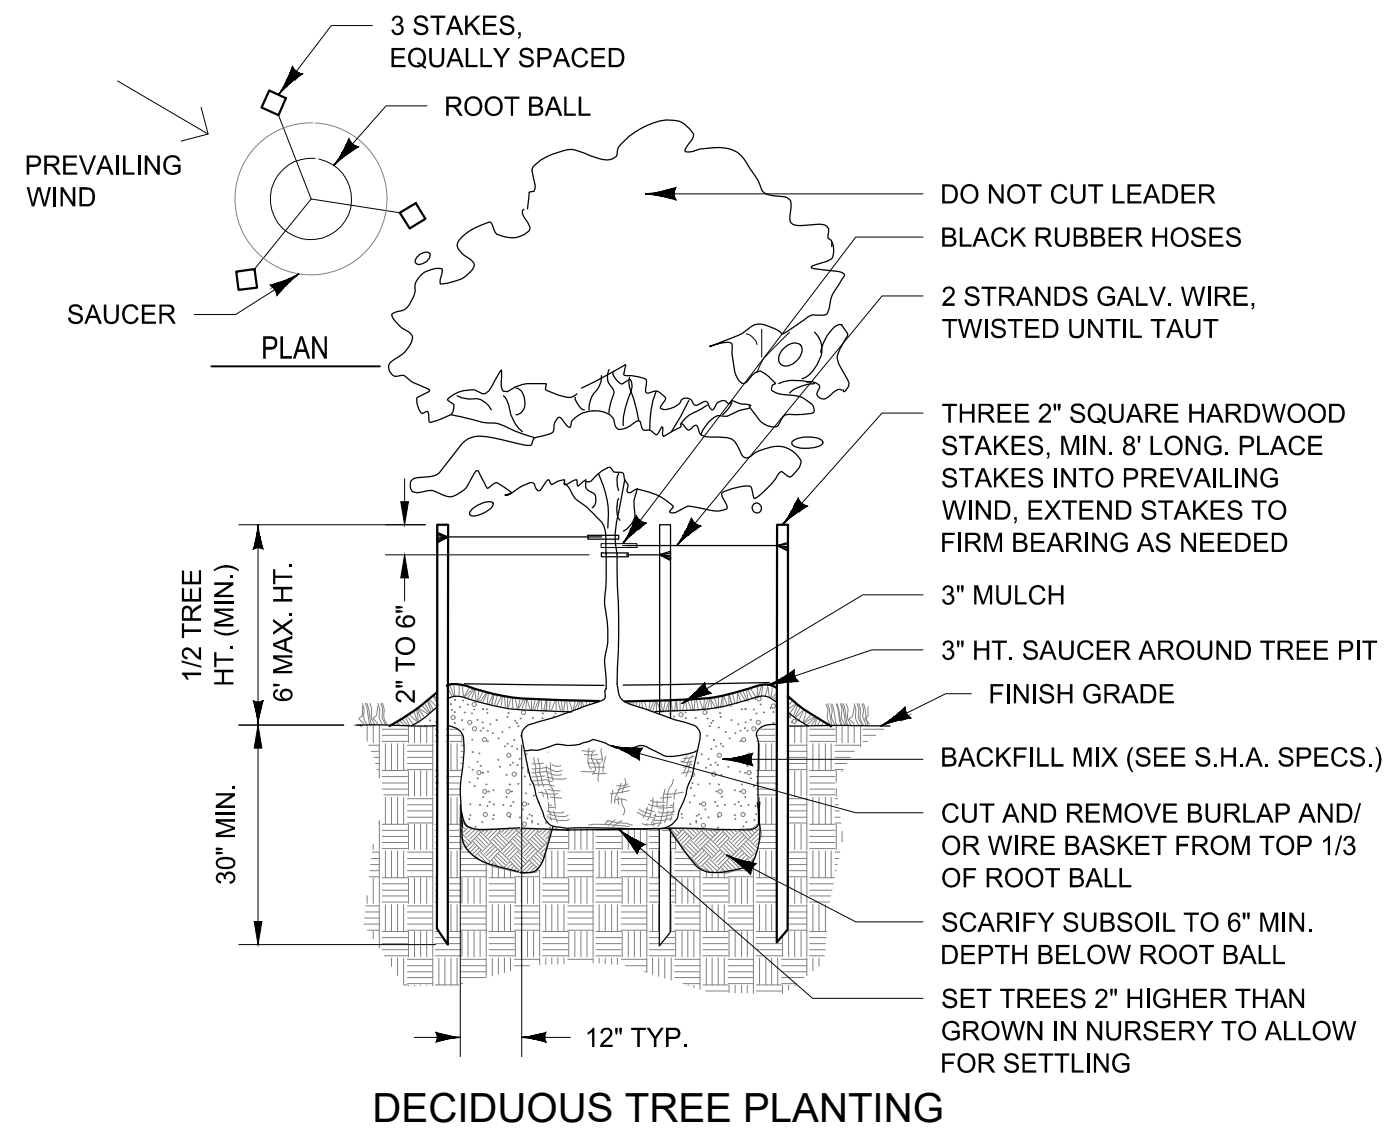 3 STAKES,
EQUALLY SPACED
ROOT BALL
PREVAILING
WIND
SAUCER
PLAN
DO NOT CUT LEADER
BLACK RUBBER HOSES
2 STRANDS GALV. WIRE,
TWISTED UNTIL TAUT
THREE 2" SQUARE HARDWOOD
STAKES, MIN. 8' LONG. PLACE
STAKES INTO PREVAILING
WIND, EXTEND STAKES TO
FIRM BEARING AS NEEDED
3" MULCH
3" HT. SAUCER AROUND TREE PIT
FINISH GRADE
BACKFILL MIX (SEE S.H.A. SPECS.)
CUT AND REMOVE BURLAP AND/
OR WIRE BASKET FROM TOP 1/3
OF ROOT BALL
SCARIFY SUBSOIL TO 6" MIN.
DEPTH BELOW ROOT BALL
SET TREES 2" HIGHER THAN
GROWN IN NURSERY TO ALLOW
FOR SETTLING
1/2 TREE
HT. (MIN.)
6' MAX. HT.
2" TO 6"
30" MIN.
12" TYP.
DECIDUOUS TREE PLANTING